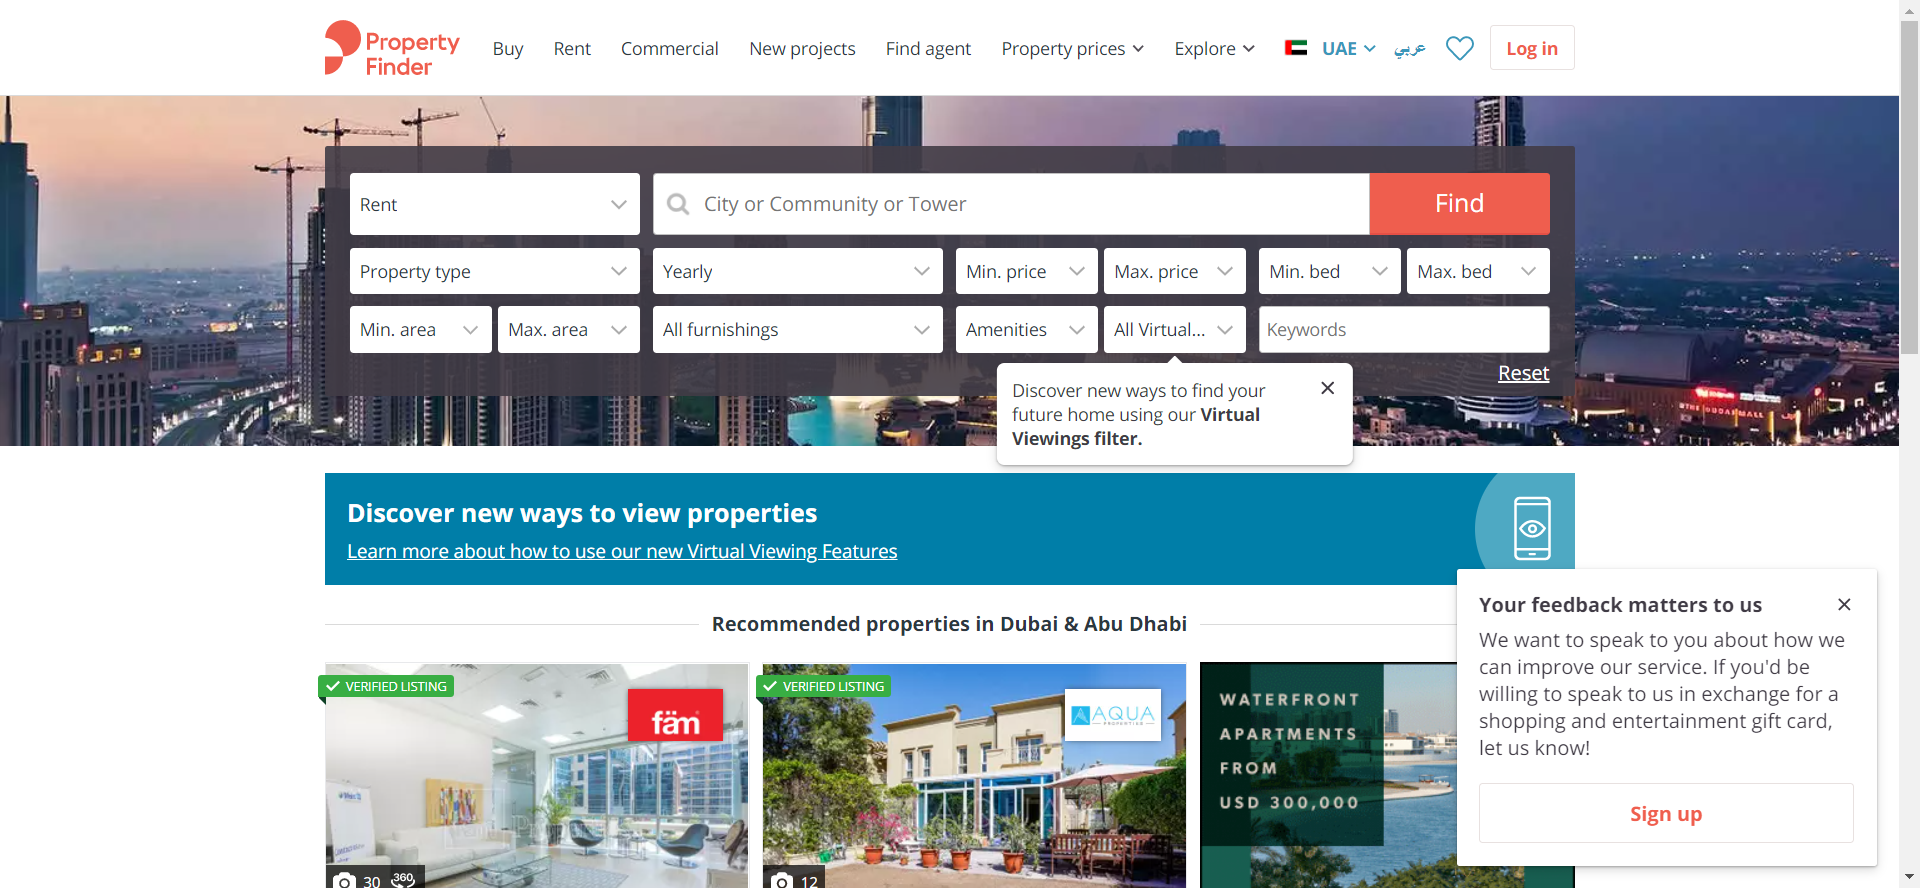 Property
Finder
Buy
Rent
Commercial
New projects
Find agent
Property prices
Explore
UAE
عربي
Log in
Rent
City or Community or Tower
Find
Property type
Yearly
Min. price
Max. price
Min. bed
Max. bed
Min. area
Max. area
All furnishings
Amenities
All Virtual...
Keywords
Reset
Discover new ways to find your
future home using our Virtual
Viewings filter.
THE DUBAI MALL
Discover new ways to view properties
Learn more about how to use our new Virtual Viewing Features
Recommended properties in Dubai & Abu Dhabi
VERIFIED LISTING
fäm
30
360
VERIFIED LISTING
AQUA
PROPERTIES
12
WATERFRONT
APARTMENTS
FROM
USD 300,000
Your feedback matters to us
We want to speak to you about how we
can improve our service. If you'd be
willing to speak to us in exchange for a
shopping and entertainment gift card,
let us know!
Sign up